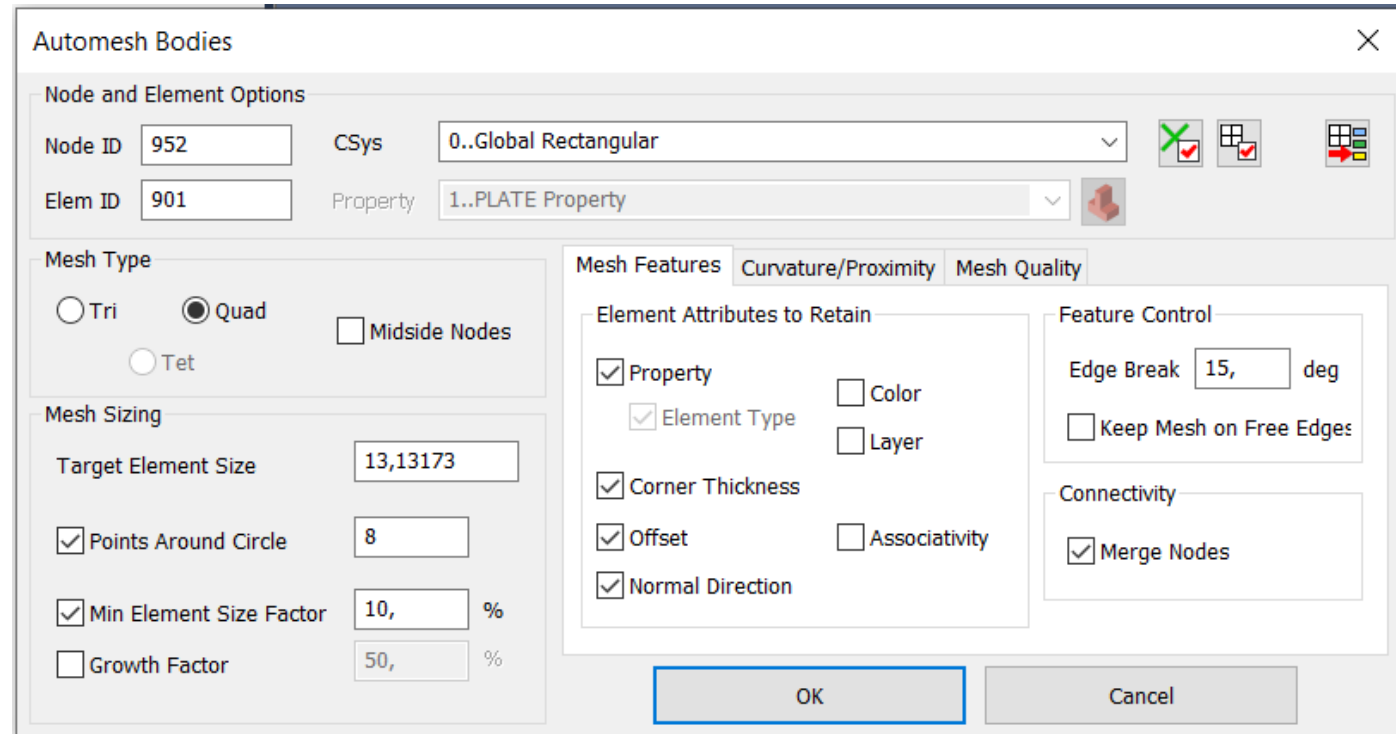 Automesh Bodies
Node and Element Options
Node ID 952 CSys 0..Global Rectangular
Elem ID 901 Property 1..PLATE Property
Mesh Type
Tri Quad
Midside Nodes
Tet
Mesh Sizing
Target Element Size 13,13173
Points Around Circle 8
Min Element Size Factor 10, %
Growth Factor 50, %
Mesh Features Curvature/Proximity Mesh Quality
Element Attributes to Retain
Property
Color
Element Type
Layer
Corner Thickness
Offset Associativity
Normal Direction
Feature Control
Edge Break 15, deg
Keep Mesh on Free Edges
Connectivity
Merge Nodes
OK Cancel